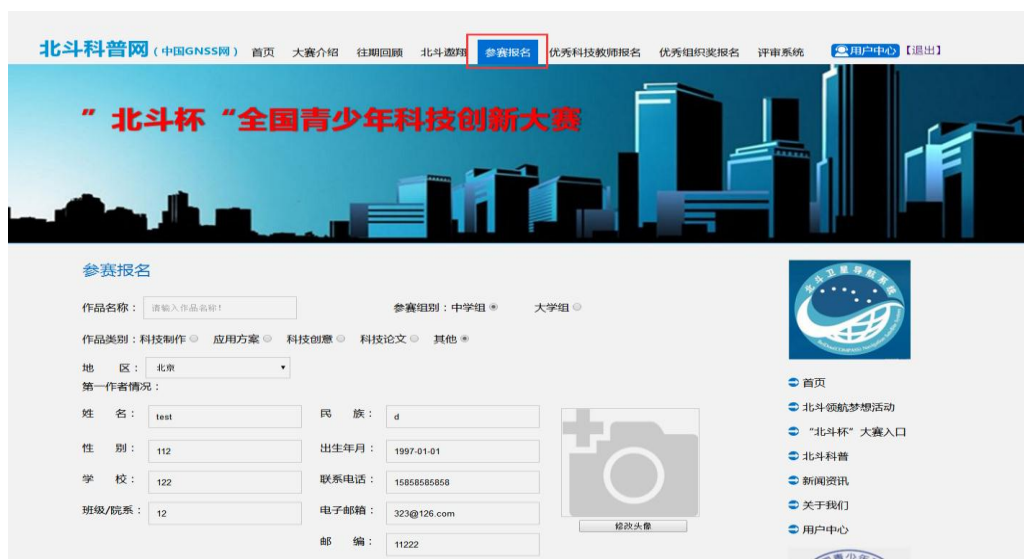 北斗科普网（中国GNSS网） 首页 大赛介绍 往期回顾 北斗遨翔 参赛报名 优秀科技教师报名 优秀组织奖报名 评审系统 用户中心 【退出】
”北斗杯“全国青少年科技创新大赛
参赛报名
作品名称： 请输入作品名称！ 参赛组别：中学组 大学组
作品类别：科技制作 应用方案 科技创意 科技论文 其他
地 区： 北京
第一作者情况：
姓 名： test 民 族： d
性 别： 112 出生年月： 1997-01-01
学 校： 122 联系电话： 15858585858
班级/院系： 12 电子邮箱： 323@126.com
修改头像
邮 编： 11222
北斗卫星导航系统
首页
北斗领航梦想活动
“北斗杯”大赛入口
北斗科普
新闻资讯
关于我们
用户中心